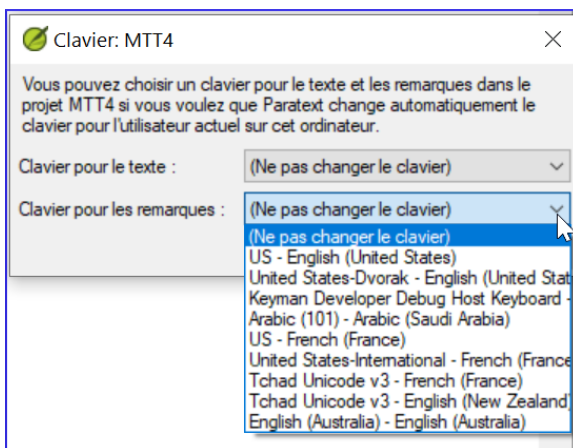 Clavier: MTT4
Vous pouvez choisir un clavier pour le texte et les remarques dans le
projet MTT4 si vous voulez que Paratext change automatiquement le
clavier pour l'utilisateur actuel sur cet ordinateur.
Clavier pour le texte : (Ne pas changer le clavier)
Clavier pour les remarques : (Ne pas changer le clavier)
(Ne pas changer le clavier)
US - English (United States)
United States-Dvorak - English (United Stat
Keyman Developer Debug Host Keyboard -
Arabic (101) - Arabic (Saudi Arabia)
US - French (France)
United States-International - French (France
Tchad Unicode v3 - French (France)
Tchad Unicode v3 - English (New Zealand)
English (Australia) - English (Australia)